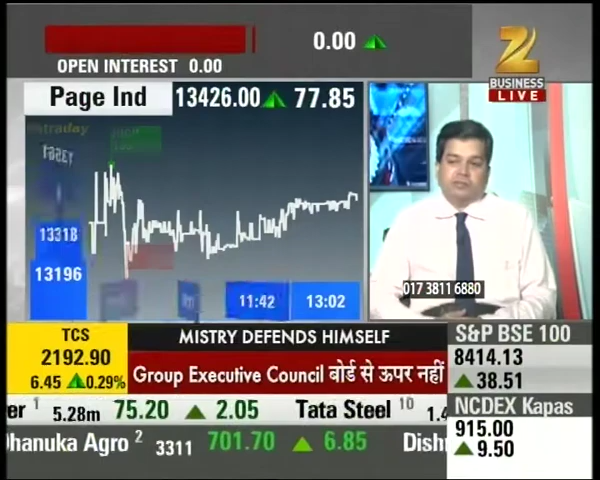 OPEN INTEREST 0.00
0.00
Z
BUSINESS
LIVE
Page Ind 13426.00 77.85
13318
13196
11:42
13:02
017 3811 6880
TCS
2192.90
6.45 0.29%
MISTRY DEFENDS HIMSELF
Group Executive Council बोर्ड से ऊपर नहीं
S&P BSE 100
8414.13
38.51
NCDEX Kapas
915.00
9.50
er 1 5.28m 75.20 2.05 Tata Steel 10 1.4
Dhanuka Agro 2 3311 701.70 6.85 Dish